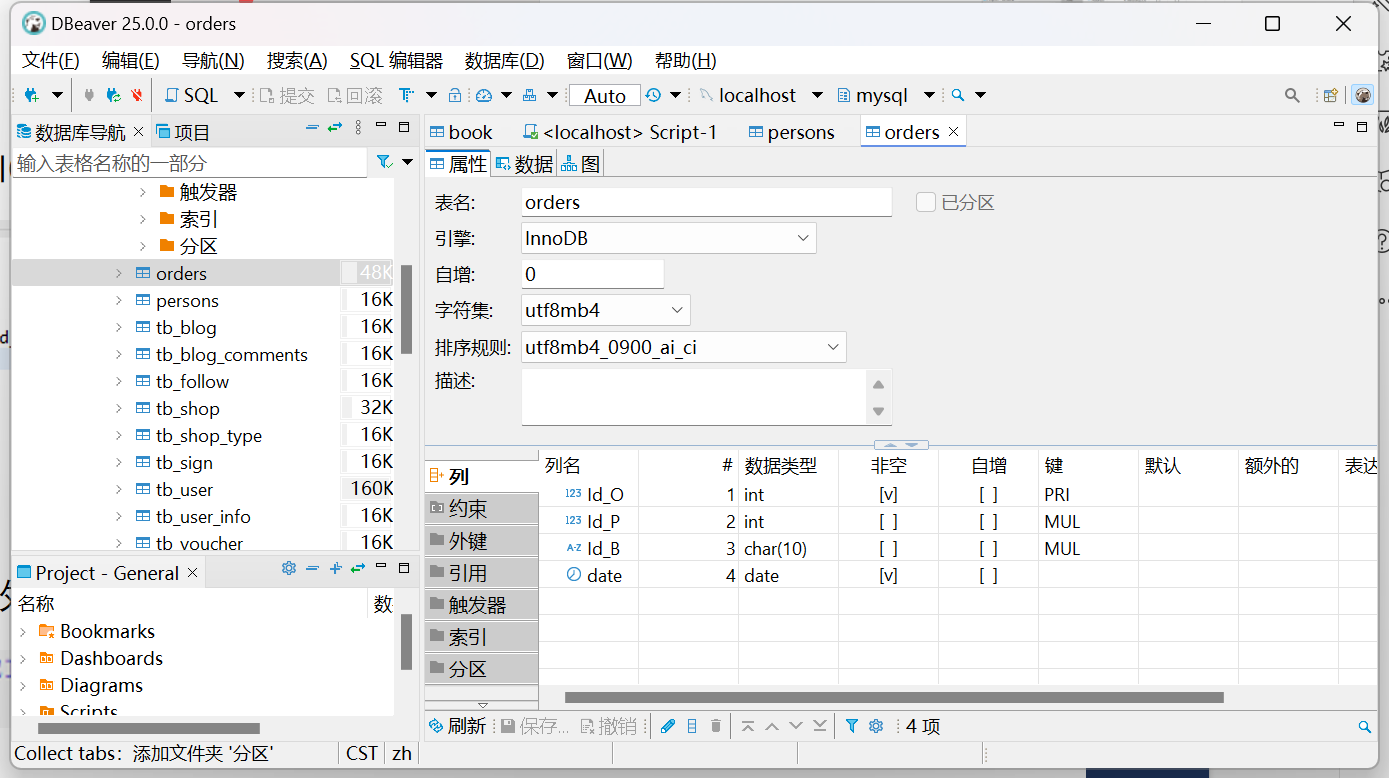 DBeaver 25.0.0 - orders
文件(F) 编辑(E) 导航(N) 搜索(A) SQL 编辑器 数据库(D) 窗口(W) 帮助(H)
SQL 提交 回滚 Auto localhost mysql
数据库导航 项目
输入表格名称的一部分
触发器
索引
分区
orders 48K
persons 16K
tb_blog 16K
tb_blog_comments 16K
tb_follow 16K
tb_shop 32K
tb_shop_type 16K
tb_sign 16K
tb_user 160K
tb_user_info 16K
tb_voucher 16K
Project - General
名称 数
Bookmarks
Dashboards
Diagrams
Scripts
book <localhost> Script-1 persons orders
属性 数据 图
表名: orders 已分区
引擎: InnoDB
自增: 0
字符集: utf8mb4
排序规则: utf8mb4_0900_ai_ci
描述:
列
约束
外键
引用
触发器
索引
分区
列名 # 数据类型 非空 自增 键 默认 额外的 表达
123 Id_O 1 int [v] [ ] PRI
123 Id_P 2 int [ ] [ ] MUL
A-Z Id_B 3 char(10) [ ] [ ] MUL
date 4 date [v] [ ]
刷新 保存... 撤销 4 项
Collect tabs: 添加文件夹 '分区' CST zh